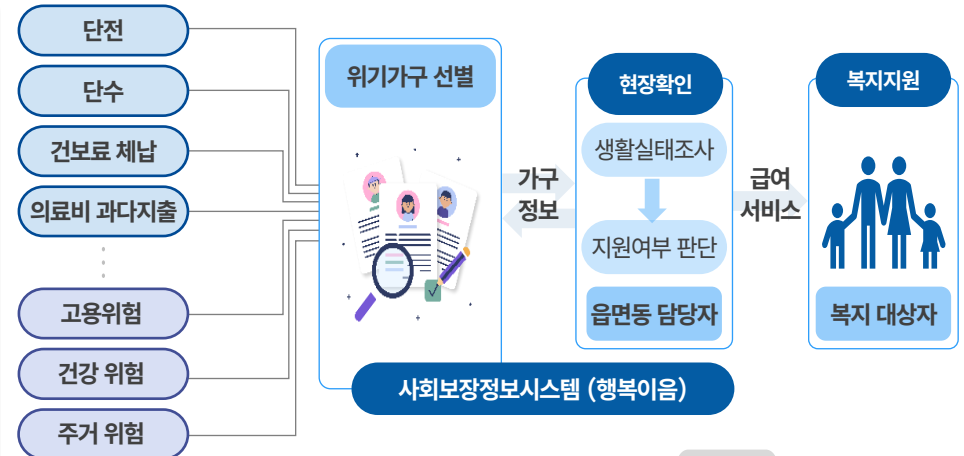 단전
단수
건보료 체납
의료비 과다지출
고용위험
건강 위험
주거 위험
위기가구 선별
사회보장정보시스템 (행복이음)
가구
정보
현장확인
생활실태조사
지원여부 판단
읍면동 담당자
급여
서비스
복지지원
복지 대상자